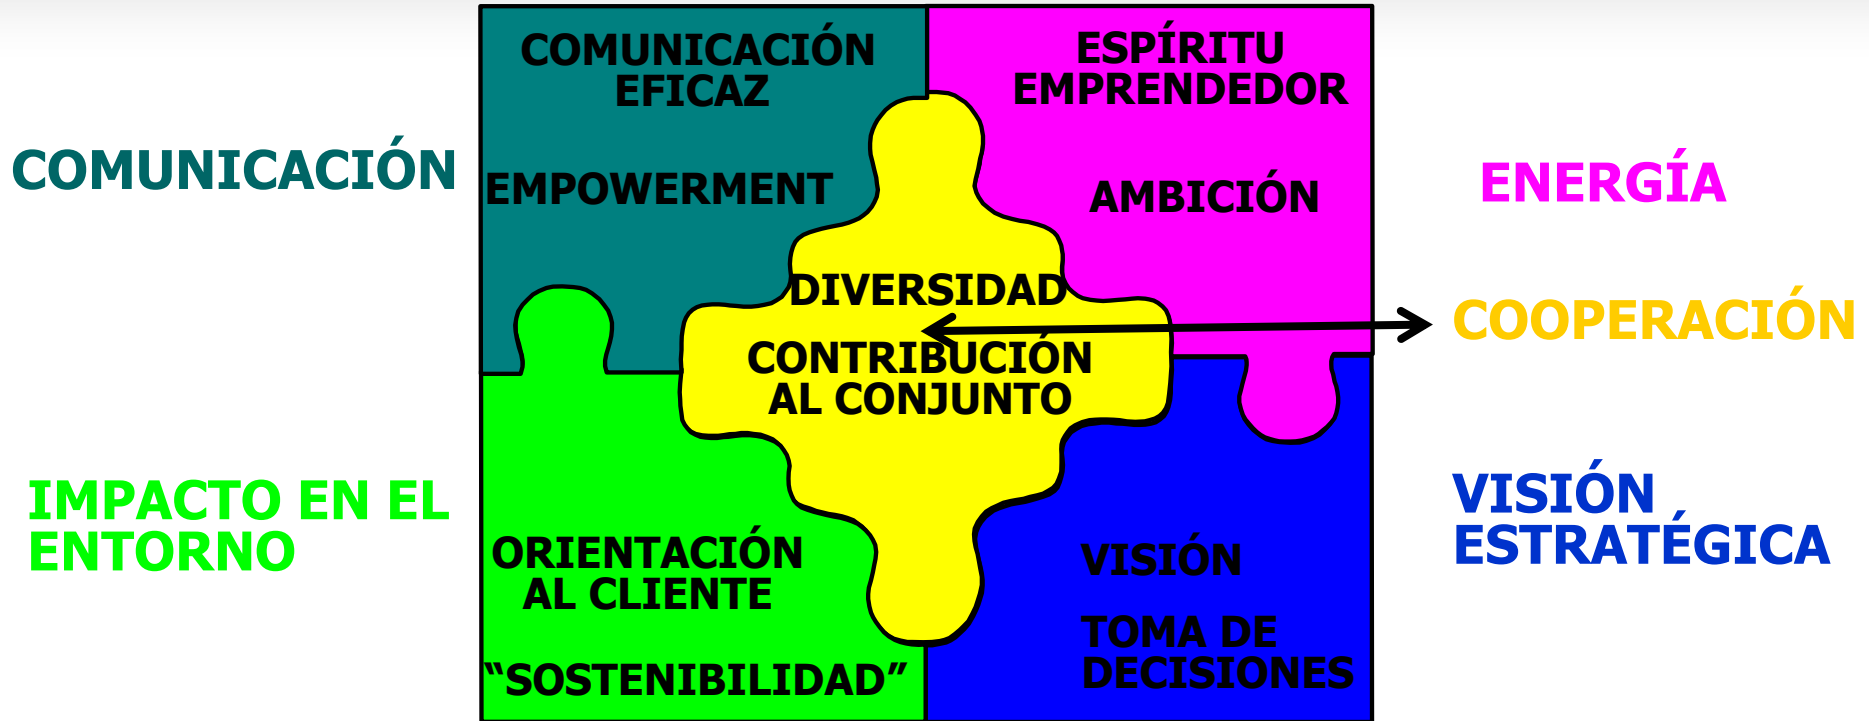 COMUNICACIÓN
EFICAZ
EMPOWERMENT
ESPÍRITU
EMPRENDEDOR
AMBICIÓN
COMUNICACIÓN
ENERGÍA
DIVERSIDAD
CONTRIBUCIÓN
AL CONJUNTO
COOPERACIÓN
IMPACTO EN EL
ENTORNO
ORIENTACIÓN
AL CLIENTE
“SOSTENIBILIDAD”
VISIÓN
TOMA DE
DECISIONES
VISIÓN
ESTRATÉGICA